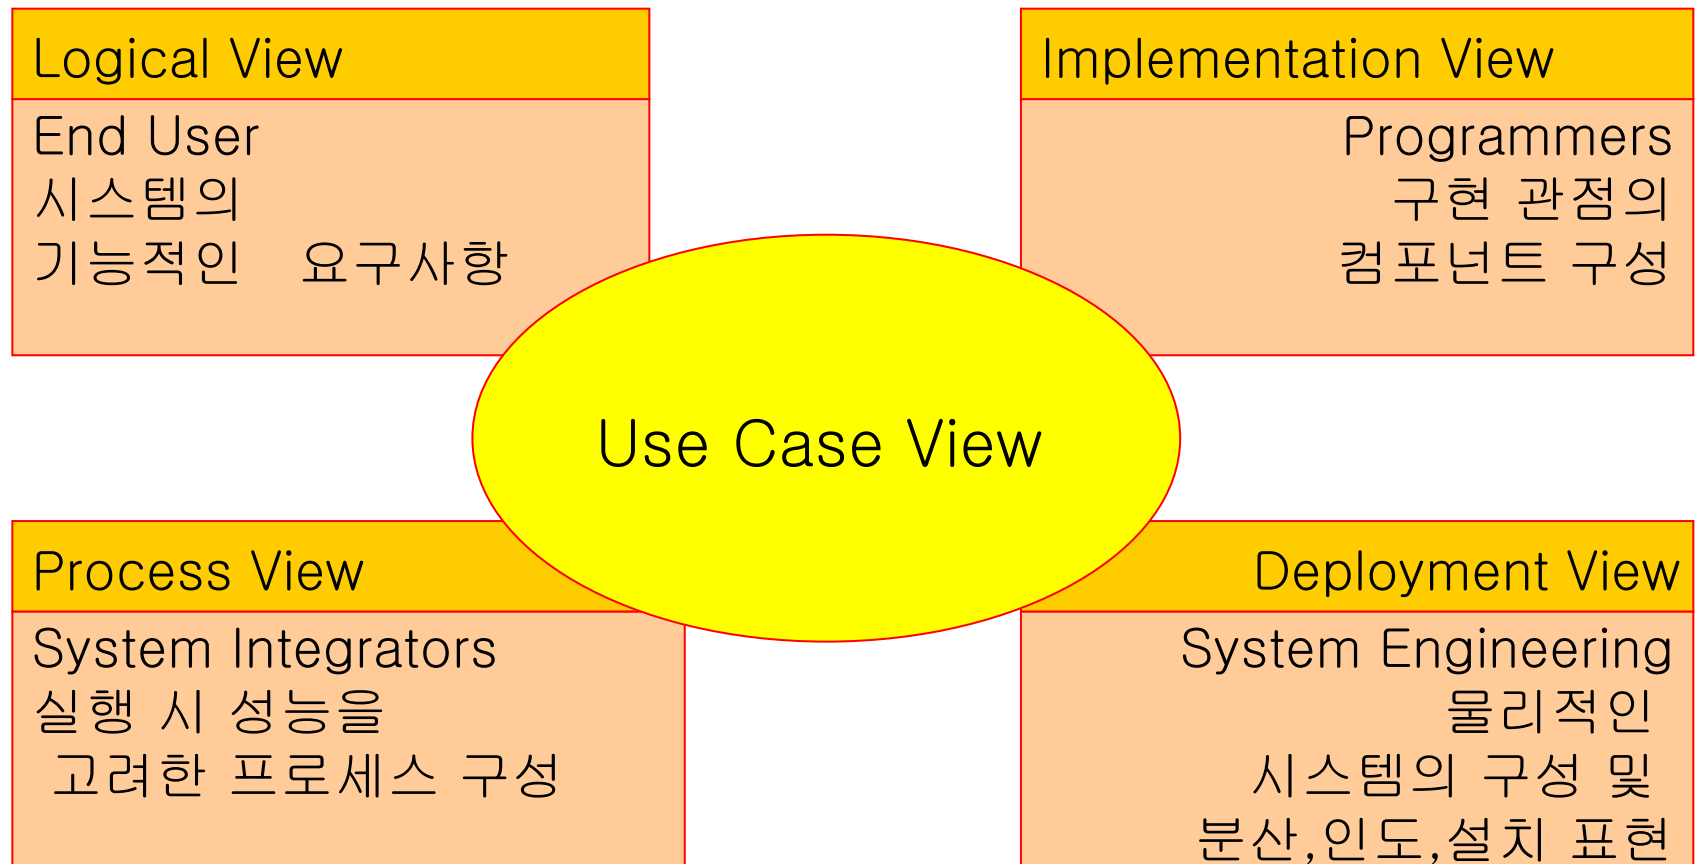 Logical View
End User
시스템의
기능적인 요구사항
Implementation View
Programmers
구현 관점의
컴포넌트 구성
Use Case View
Process View
System Integrators
실행 시 성능을
고려한 프로세스 구성
Deployment View
System Engineering
물리적인
시스템의 구성 및
분산,인도,설치 표현